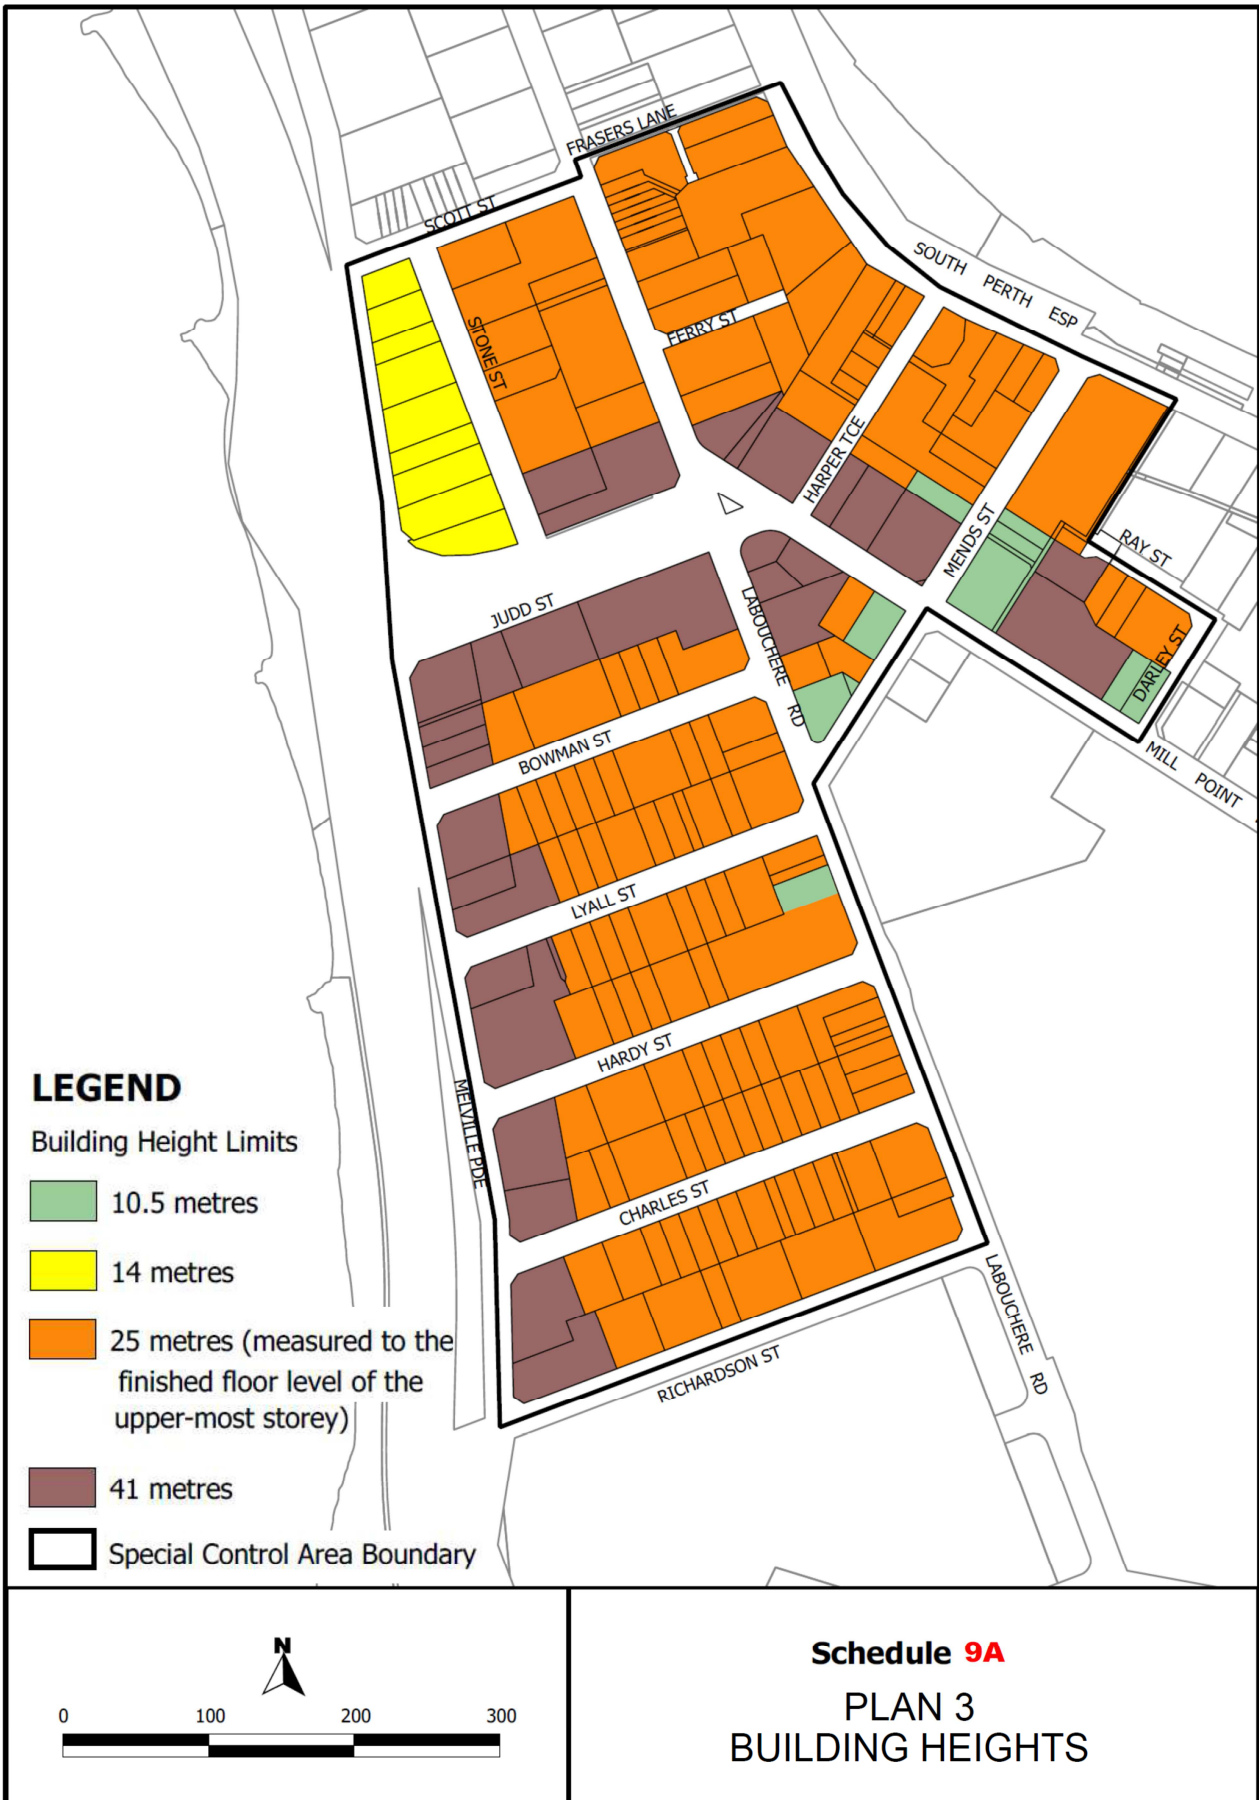 FRASERS LANE
SCOTT ST
SOUTH PERTH ESP
STONE ST
FERRY ST
HARPER TCE
MENDS ST
RAY ST
JUDD ST
LABOUCHERE RD
DARLEY ST
BOWMAN ST
MILL POINT
LYALL ST
HARDY ST
MELVILLE PDE
CHARLES ST
LABOUCHERE RD
RICHARDSON ST
LEGEND
Building Height Limits
10.5 metres
14 metres
25 metres (measured to the
finished floor level of the
upper-most storey)
41 metres
Special Control Area Boundary
N
0 100 200 300
Schedule 9A
PLAN 3
BUILDING HEIGHTS